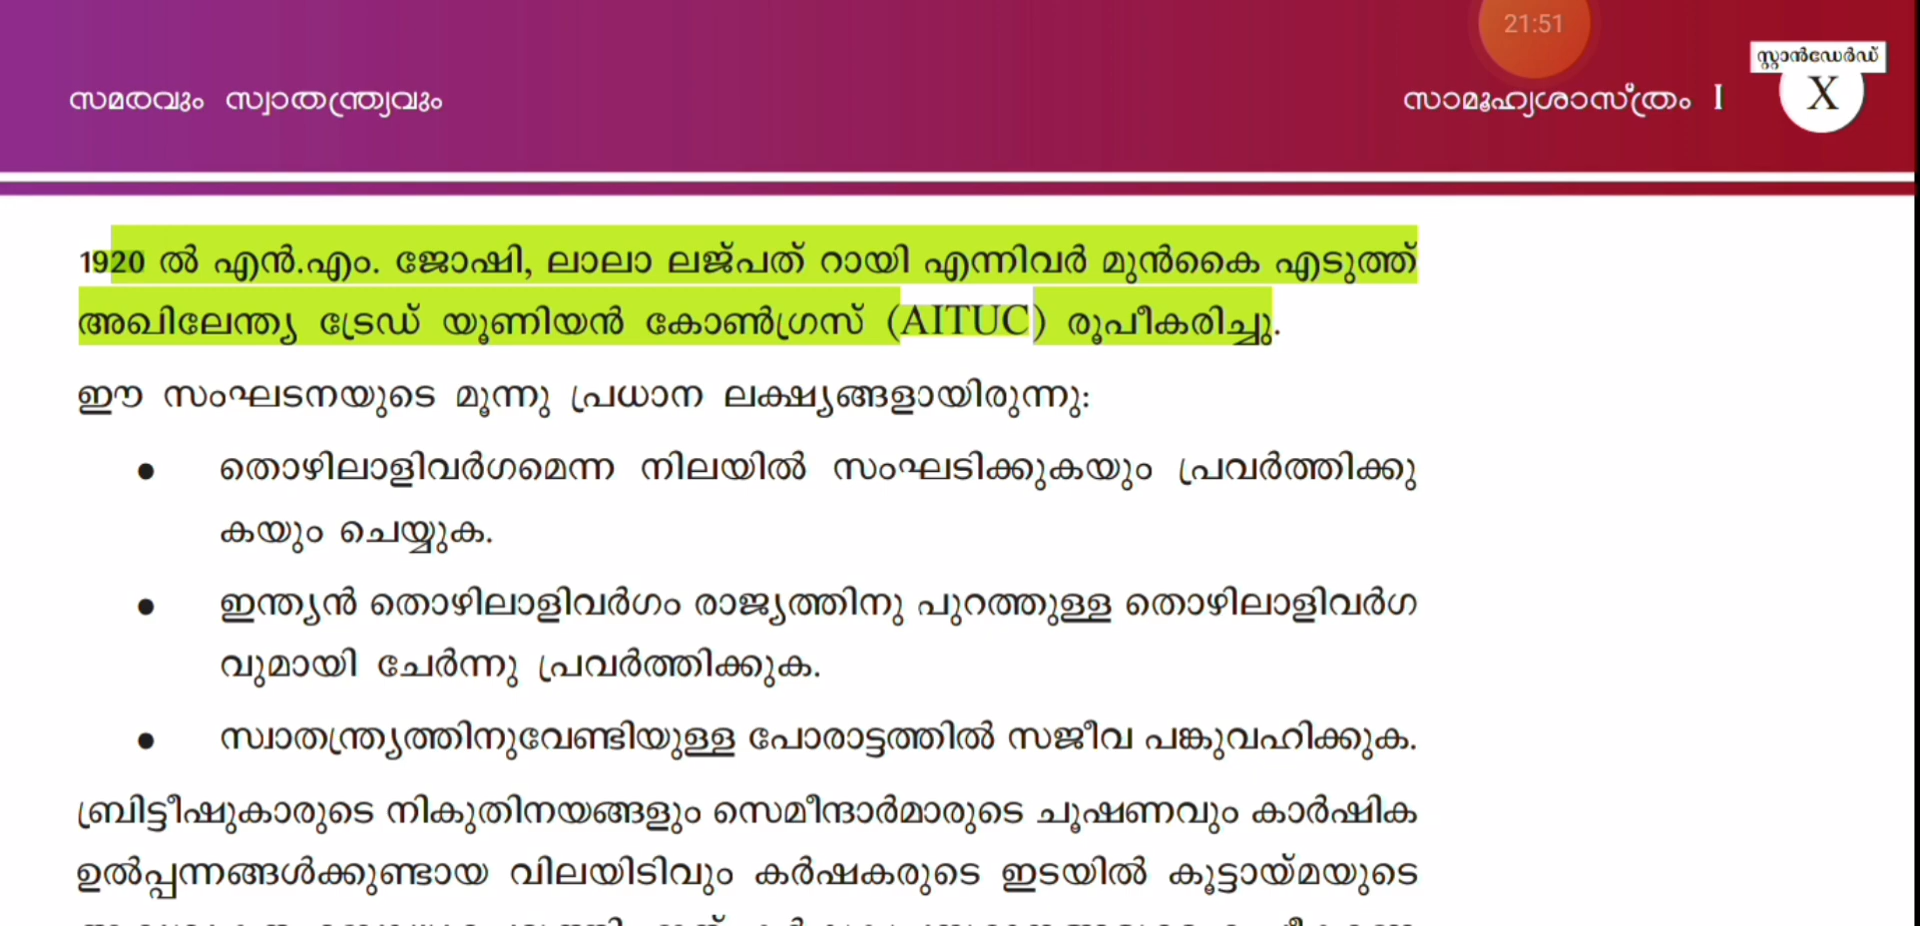 21:51
സ്റ്റാൻഡേർഡ്
സമരവും സ്വാതന്ത്ര്യവും
സാമൂഹ്യശാസ്ത്രം I
X
1920 ൽ എൻ.എം. ജോഷി, ലാലാ ലജ്പത് റായി എന്നിവർ മുൻകൈ എടുത്ത്
അഖിലേന്ത്യ ട്രേഡ് യൂണിയൻ കോൺഗ്രസ് (AITUC) രൂപീകരിച്ചു.
ഈ സംഘടനയുടെ മൂന്നു പ്രധാന ലക്ഷ്യങ്ങളായിരുന്നു:
● തൊഴിലാളിവർഗമെന്ന നിലയിൽ സംഘടിക്കുകയും പ്രവർത്തിക്കു
കയും ചെയ്യുക.
● ഇന്ത്യൻ തൊഴിലാളിവർഗം രാജ്യത്തിനു പുറത്തുള്ള തൊഴിലാളിവർഗ
വുമായി ചേർന്നു പ്രവർത്തിക്കുക.
● സ്വാതന്ത്ര്യത്തിനുവേണ്ടിയുള്ള പോരാട്ടത്തിൽ സജീവ പങ്കുവഹിക്കുക.
ബ്രിട്ടീഷുകാരുടെ നികുതിനയങ്ങളും സെമീന്ദാർമാരുടെ ചൂഷണവും കാർഷിക
ഉൽപ്പന്നങ്ങൾക്കുണ്ടായ വിലയിടിവും കർഷകരുടെ ഇടയിൽ കൂട്ടായ്മയുടെ